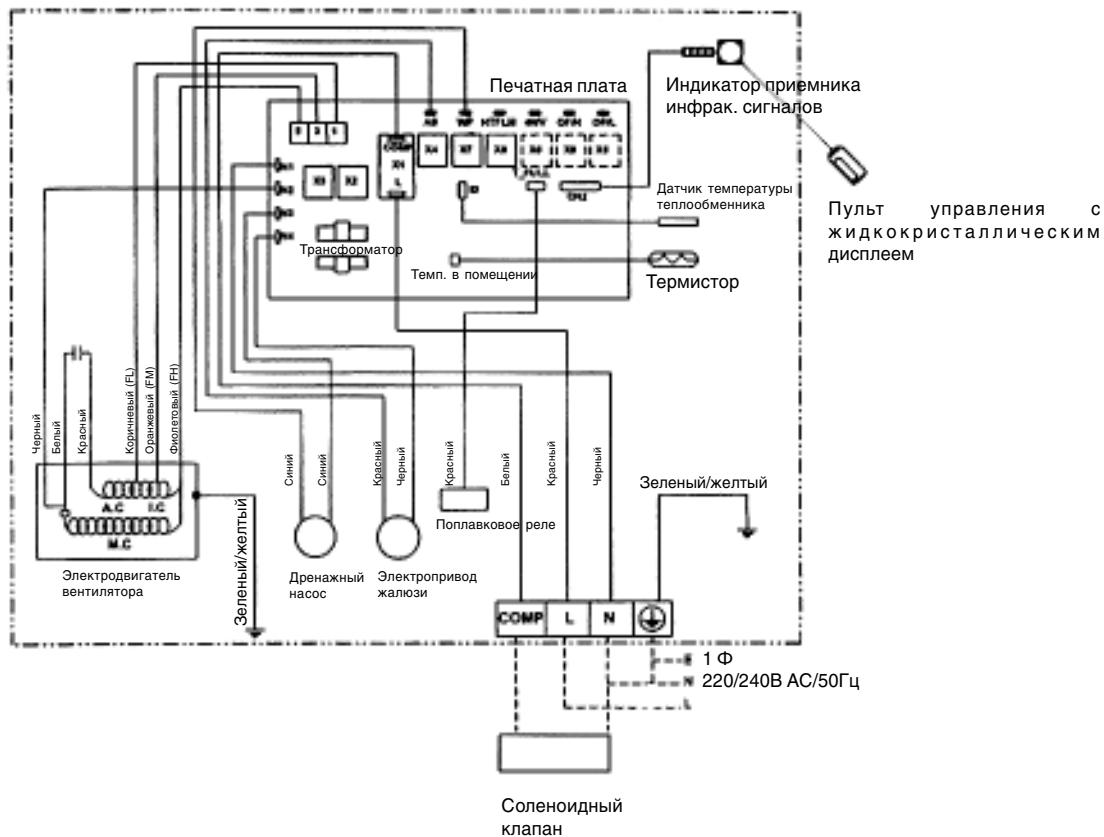 Печатная плата
Индикатор приемника
инфрак. сигналов
Датчик температуры
теплообменника
Пульт управления с
жидкокристаллическим
дисплеем
COMP
L
Трансформатор
Темп. в помещении
Термистор
Черный
Белый
Красный
Коричневый (FL)
Оранжевый (FM)
Фиолетовый (FH)
Синий
Синий
Красный
Черный
Красный
Белый
Красный
Черный
Зеленый/желтый
A.C I.C
M.C
Зеленый/желтый
Поплавковое реле
Электродвигатель
вентилятора
Дренажный
насос
Электропривод
жалюзи
COMP L N
1 Ф
N 220/240В AC/50Гц
L
Соленоидный
клапан